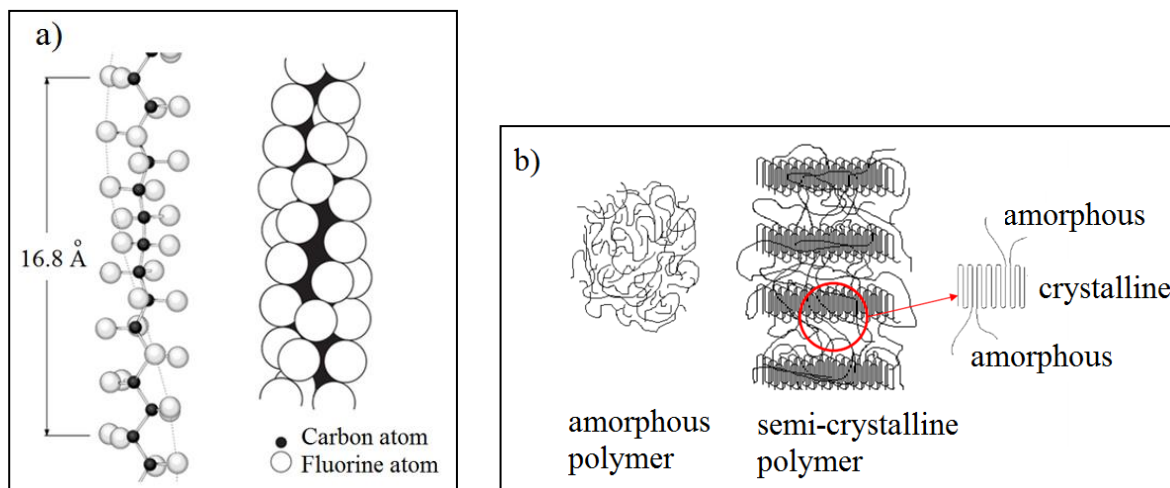 a)
16.8 Å
Carbon atom
Fluorine atom
b)
amorphous
crystalline
amorphous
amorphous
polymer
semi-crystalline
polymer